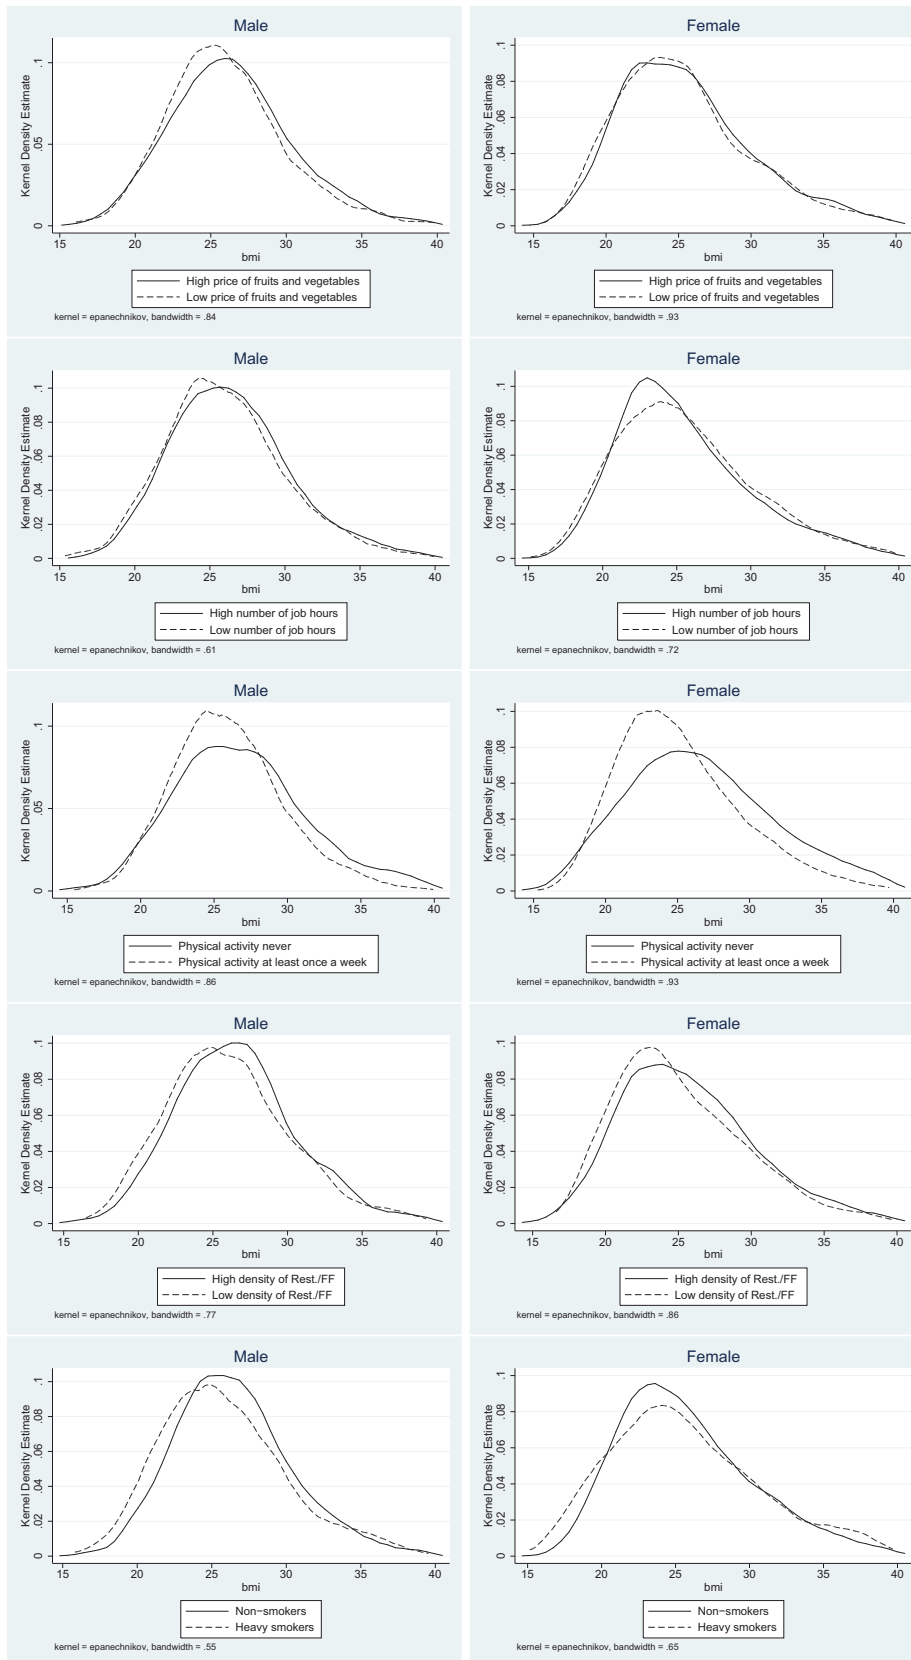 Male
Kernel Density Estimate
0 .05 .1
15 20 25 30 35 40
bmi
High price of fruits and vegetables
Low price of fruits and vegetables
kernel = epanechnikov, bandwidth = .84
Female
Kernel Density Estimate
0 .02 .04 .06 .08 .1
15 20 25 30 35 40
bmi
High price of fruits and vegetables
Low price of fruits and vegetables
kernel = epanechnikov, bandwidth = .93
Male
Kernel Density Estimate
0 .02 .04 .06 .08 .1
15 20 25 30 35 40
bmi
High number of job hours
Low number of job hours
kernel = epanechnikov, bandwidth = .61
Female
Kernel Density Estimate
0 .02 .04 .06 .08 .1
15 20 25 30 35 40
bmi
High number of job hours
Low number of job hours
kernel = epanechnikov, bandwidth = .72
Male
Kernel Density Estimate
0 .05 .1
15 20 25 30 35 40
bmi
Physical activity never
Physical activity at least once a week
kernel = epanechnikov, bandwidth = .86
Female
Kernel Density Estimate
0 .02 .04 .06 .08 .1
15 20 25 30 35 40
bmi
Physical activity never
Physical activity at least once a week
kernel = epanechnikov, bandwidth = .93
Male
Kernel Density Estimate
0 .02 .04 .06 .08 .1
15 20 25 30 35 40
bmi
High density of Rest./FF
Low density of Rest./FF
kernel = epanechnikov, bandwidth = .77
Female
Kernel Density Estimate
0 .02 .04 .06 .08 .1
15 20 25 30 35 40
bmi
High density of Rest./FF
Low density of Rest./FF
kernel = epanechnikov, bandwidth = .86
Male
Kernel Density Estimate
0 .02 .04 .06 .08 .1
15 20 25 30 35 40
bmi
Non−smokers
Heavy smokers
kernel = epanechnikov, bandwidth = .55
Female
Kernel Density Estimate
0 .02 .04 .06 .08 .1
15 20 25 30 35 40
bmi
Non−smokers
Heavy smokers
kernel = epanechnikov, bandwidth = .65